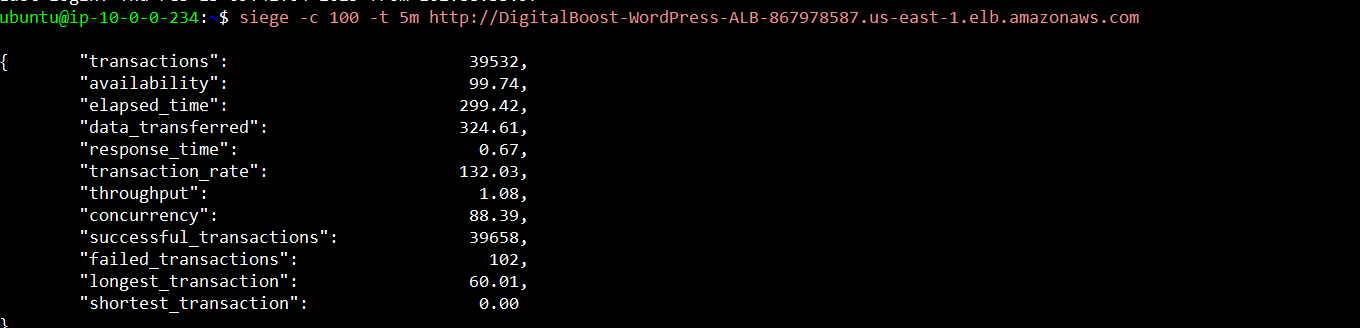 ubuntu@ip-10-0-0-234:~$ siege -c 100 -t 5m http://DigitalBoost-WordPress-ALB-867978587.us-east-1.elb.amazonaws.com
{ "transactions": 39532,
"availability": 99.74,
"elapsed_time": 299.42,
"data_transferred": 324.61,
"response_time": 0.67,
"transaction_rate": 132.03,
"throughput": 1.08,
"concurrency": 88.39,
"successful_transactions": 39658,
"failed_transactions": 102,
"longest_transaction": 60.01,
"shortest_transaction": 0.00
}